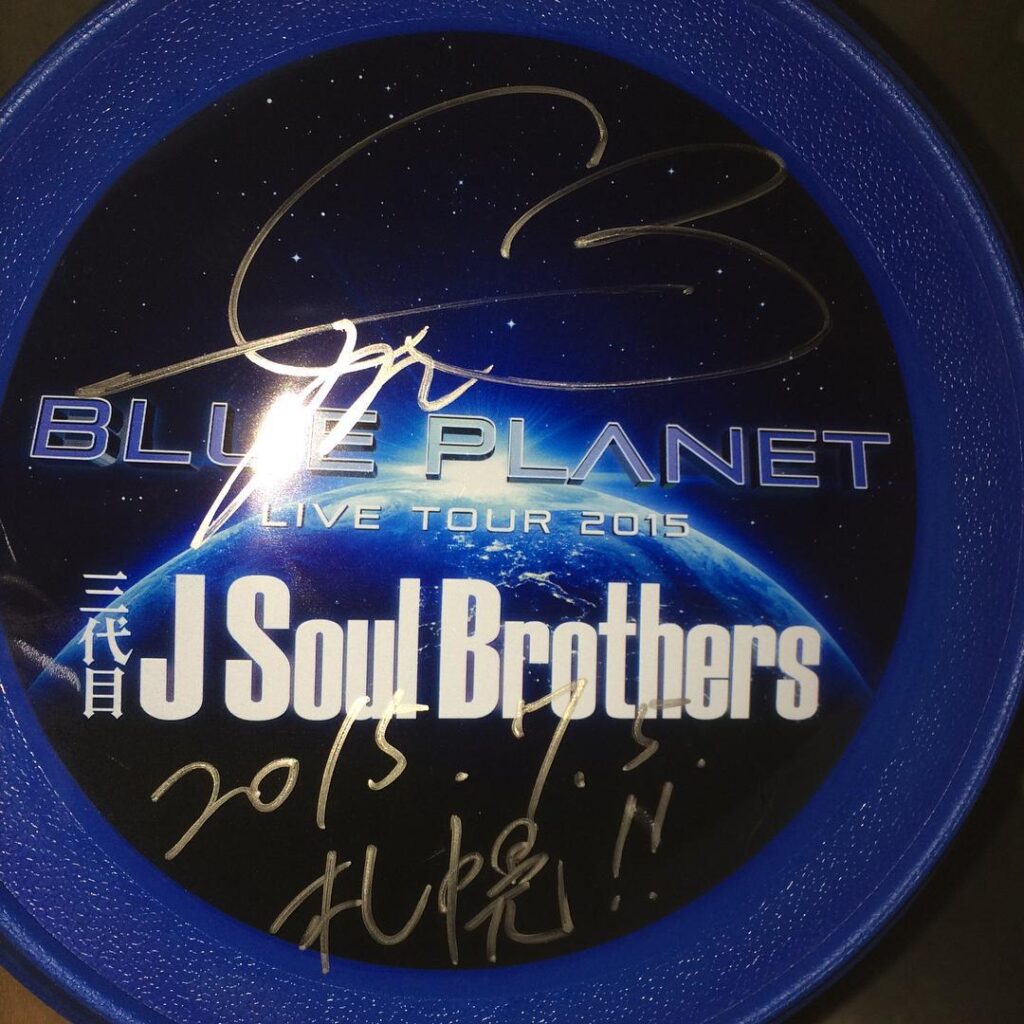 BLUE PLANET
LIVE TOUR 2015
三代目 J Soul Brothers
2015.7.5.
札幌!!